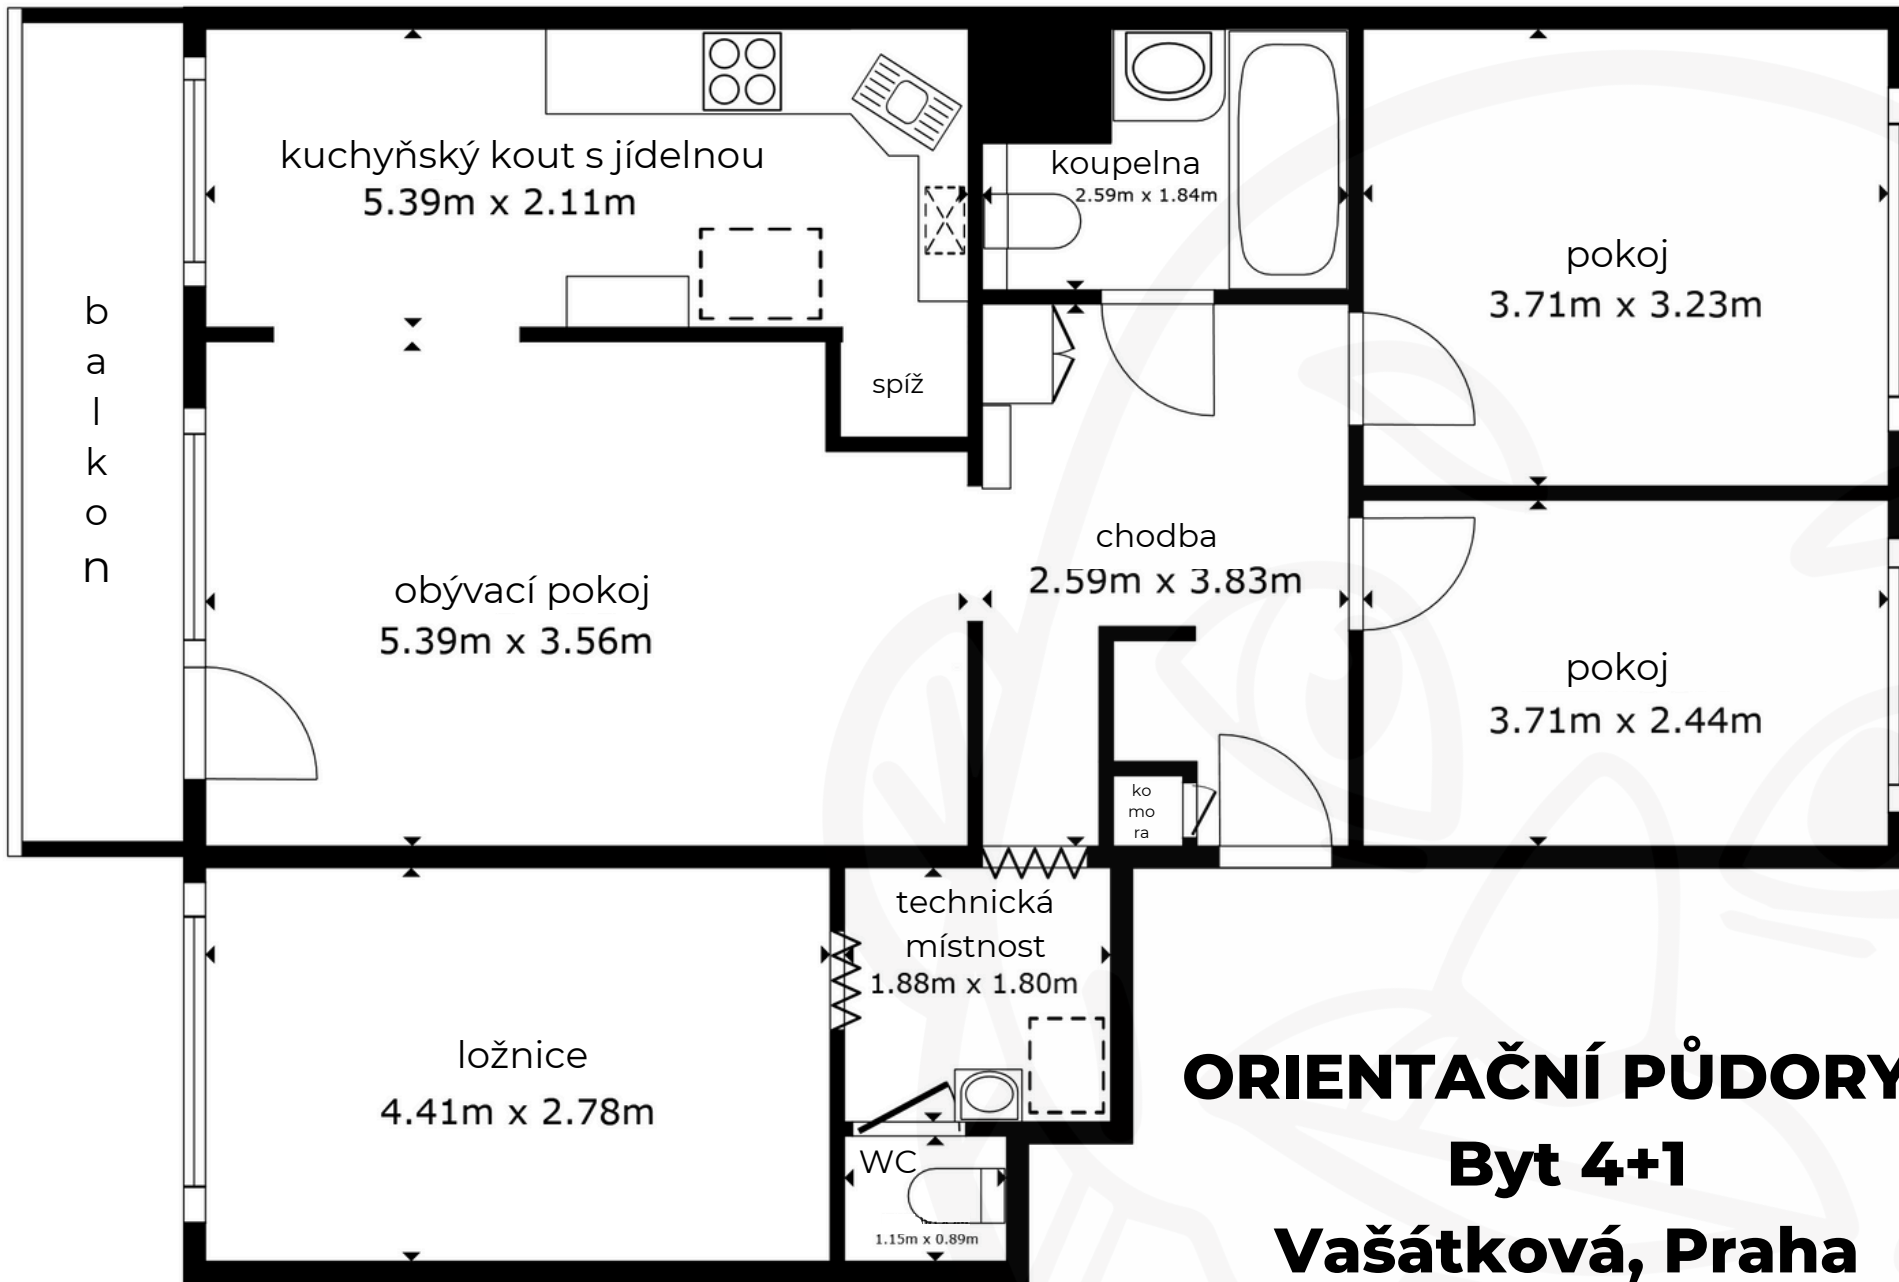 kuchyňský kout s jídelnou
5.39m x 2.11m
koupelna
2.59m x 1.84m
pokoj
3.71m x 3.23m
b
a
l
k
o
n
spíž
chodba
2.59m x 3.83m
obývací pokoj
5.39m x 3.56m
pokoj
3.71m x 2.44m
ko
mo
ra
technická
místnost
1.88m x 1.80m
ložnice
4.41m x 2.78m
WC
1.15m x 0.89m
ORIENTAČNÍ PŮDORY
Byt 4+1
Vašátková, Praha